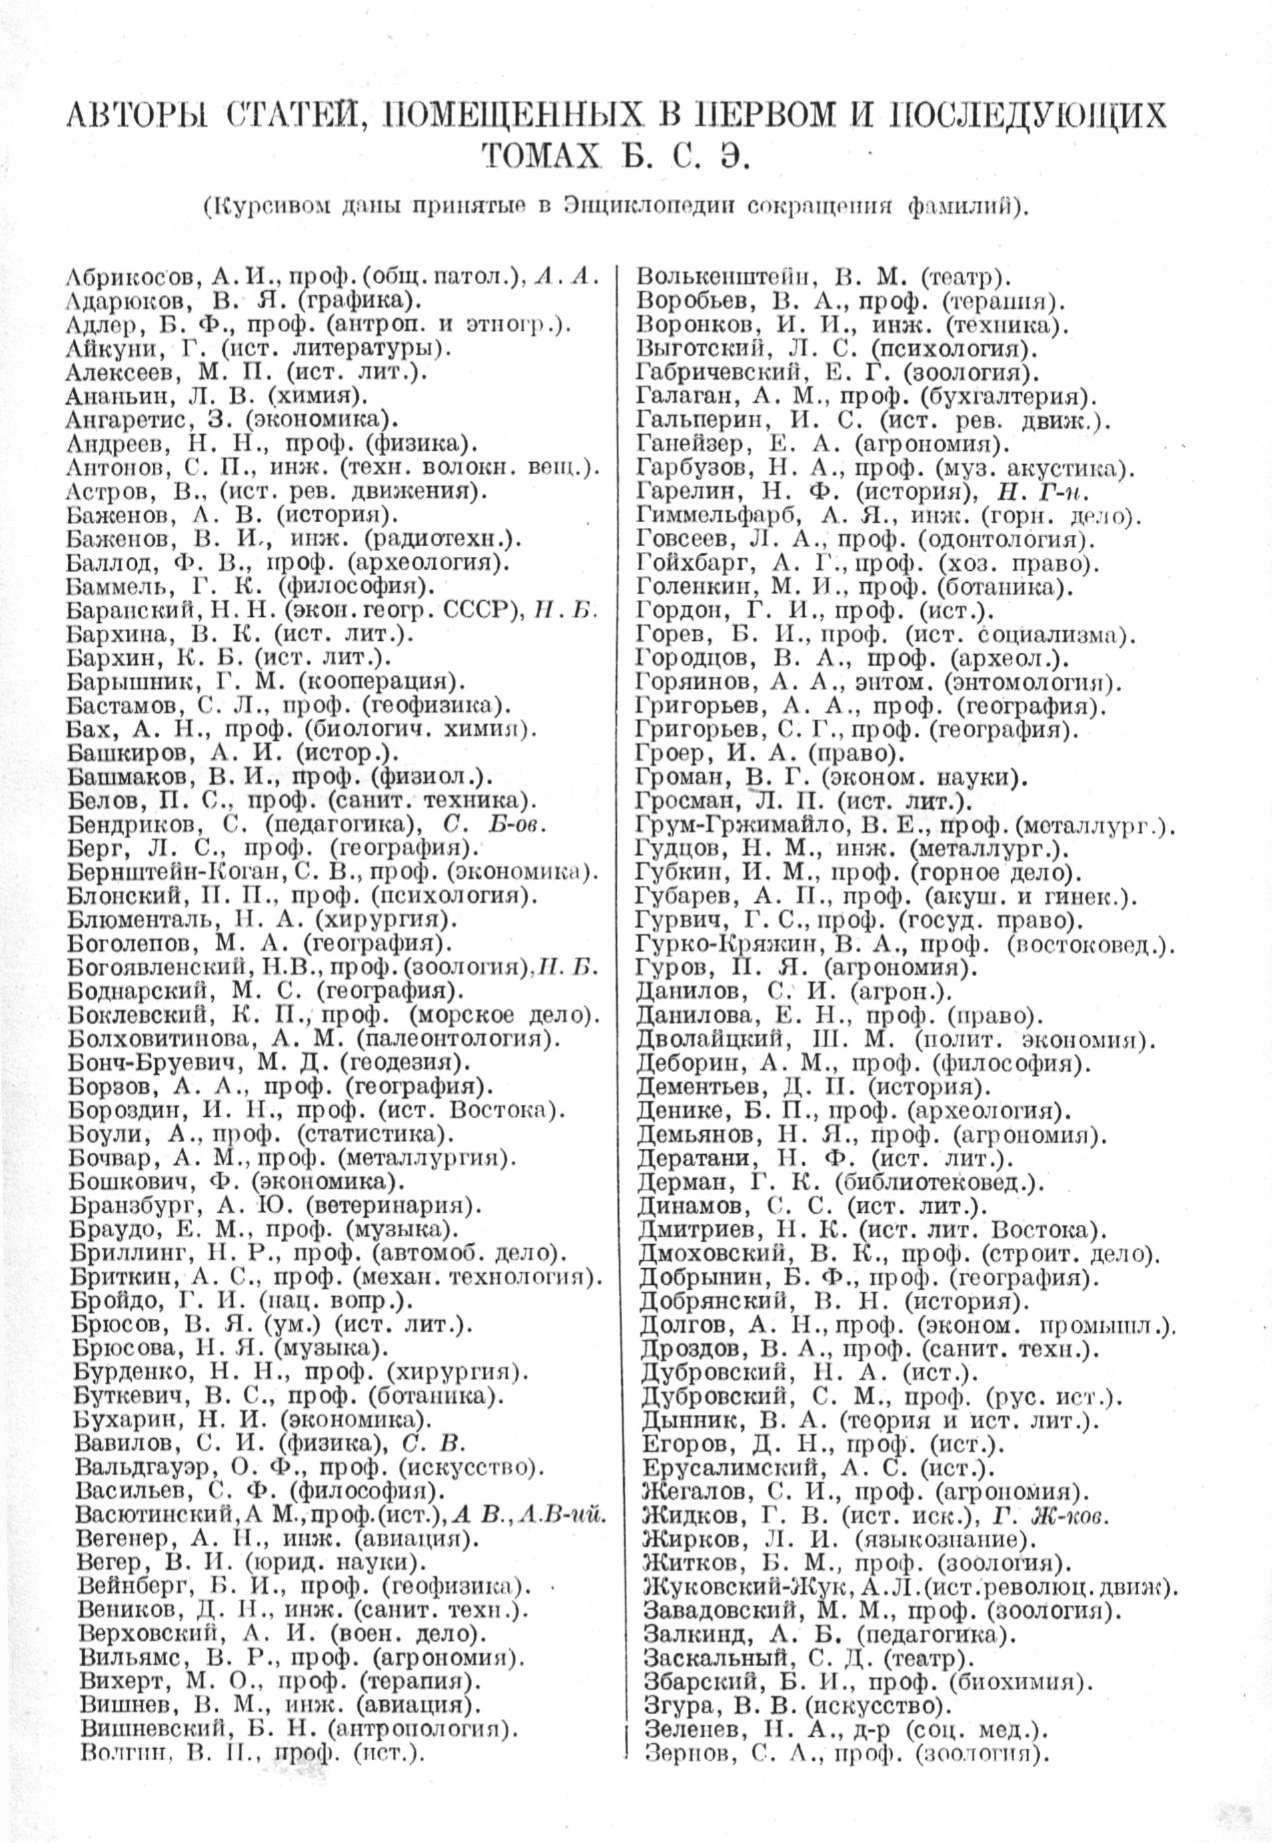 АВТОРЫ СТАТЕЙ, ПОМЕЩЕННЫХ В ПЕРВОМ И ПОСЛЕДУЮЩИХ
ТОМАХ Б. С. Э.
(Курсивом даны принятые в Энциклопедии сокращения фамилий).
Абрикосов, А. И., проф. (общ. патол.), А. А.
Адарюков, В. Я. (графика).
Адлер, Б. Ф., проф. (антроп. и этногр.).
Айкуни, Г. (ист. литературы).
Алексеев, М. П. (ист. лит.).
Ананьин, Л. В. (химия).
Ангаретис, З. (экономика).
Андреев, Н. Н., проф. (физика).
Антонов, С. П., инж. (техн. волокн. вещ.).
Астров, В., (ист. рев. движения).
Баженов, А. В. (история).
Баженов, В. И., инж. (радиотехн.).
Баллод, Ф. В., проф. (археология).
Баммель, Г. К. (философия).
Баранский, Н. Н. (экон. геогр. СССР), Н. Б.
Бархина, В. К. (ист. лит.).
Бархин, К. Б. (ист. лит.).
Барышник, Г. М. (кооперация).
Бастамов, С. Л., проф. (геофизика).
Бах, А. Н., проф. (биологич. химия).
Башкиров, А. И. (истор.).
Башмаков, В. И., проф. (физиол.).
Белов, П. С., проф. (санит. техника).
Бендриков, С. (педагогика), С. Б-ов.
Берг, Л. С., проф. (география).
Бернштейн-Коган, С. В., проф. (экономика).
Блонский, П. П., проф. (психология).
Блюменталь, Н. А. (хирургия).
Боголепов, М. А. (география).
Богоявленский, Н.В., проф. (зоология), Н. Б.
Боднарский, М. С. (география).
Боклевский, К. П., проф. (морское дело).
Болховитинова, А. М. (палеонтология).
Бонч-Бруевич, М. Д. (геодезия).
Борзов, А. А., проф. (география).
Бороздин, И. Н., проф. (ист. Востока).
Боули, А., проф. (статистика).
Бочвар, А. М., проф. (металлургия).
Бошкович, Ф. (экономика).
Бранзбург, А. Ю. (ветеринария).
Браудо, Е. М., проф. (музыка).
Бриллинг, Н. Р., проф. (автомоб. дело).
Бриткин, А. С., проф. (механ. технология).
Бройдо, Г. И. (нац. вопр.).
Брюсов, В. Я. (ум.) (ист. лит.).
Брюсова, Н. Я. (музыка).
Бурденко, Н. Н., проф. (хирургия).
Буткевич, В. С., проф. (ботаника).
Бухарин, Н. И. (экономика).
Вавилов, С. И. (физика), С. В.
Вальдгауэр, О. Ф., проф. (искусство).
Васильев, С. Ф. (философия).
Васютинский, А М., проф. (ист.), А В., А.В-ий.
Вегенер, А. Н., инж. (авиация).
Вегер, В. И. (юрид. науки).
Вейнберг, Б. И., проф. (геофизика).
Веников, Д. Н., инж. (санит. техн.).
Верховский, А. И. (воен. дело).
Вильямс, В. Р., проф. (агрономия).
Вихерт, М. О., проф. (терапия).
Вишнев, В. М., инж. (авиация).
Вишневский, Б. Н. (антропология).
Волгин, В. П., проф. (ист.).
Волькенштейн, В. М. (театр).
Воробьев, В. А., проф. (терапия).
Воронков, И. И., инж. (техника).
Выготский, Л. С. (психология).
Габричевский, Е. Г. (зоология).
Галаган, А. М., проф. (бухгалтерия).
Гальперин, И. С. (ист. рев. движ.).
Ганейзер, Е. А. (агрономия).
Гарбузов, Н. А., проф. (муз. акустика).
Гарелин, Н. Ф. (история), Н. Г-н.
Гиммельфарб, А. Я., инж. (горн. дело).
Говсеев, Л. А., проф. (одонтология).
Гойхбарг, А. Г., проф. (хоз. право).
Голенкин, М. И., проф. (ботаника).
Гордон, Г. И., проф. (ист.).
Горев, Б. И., проф. (ист. социализма).
Городцов, В. А., проф. (археол.).
Горяинов, А. А., энтом. (энтомология).
Григорьев, А. А., проф. (география).
Григорьев, С. Г., проф. (география).
Гроер, И. А. (право).
Громан, В. Г. (эконом. науки).
Гросман, Л. П. (ист. лит.).
Грум-Гржимайло, В. Е., проф. (металлург.).
Гудцов, Н. М., инж. (металлург.).
Губкин, И. М., проф. (горное дело).
Губарев, А. П., проф. (акуш. и гинек.).
Гурвич, Г. С., проф. (госуд. право).
Гурко-Кряжин, В. А., проф. (востоковед.).
Гуров, П. Я. (агрономия).
Данилов, С. И. (агрон.).
Данилова, Е. Н., проф. (право).
Дволайцкий, Ш. М. (полит. экономия).
Деборин, А. М., проф. (философия).
Дементьев, Д. П. (история).
Денике, Б. П., проф. (археология).
Демьянов, Н. Я., проф. (агрономия).
Дератани, Н. Ф. (ист. лит.).
Дерман, Г. К. (библиотековед.).
Динамов, С. С. (ист. лит.).
Дмитриев, Н. К. (ист. лит. Востока).
Дмоховский, В. К., проф. (строит. дело).
Добрынин, Б. Ф., проф. (география).
Добрянский, В. Н. (история).
Долгов, А. Н., проф. (эконом. промышл.).
Дроздов, В. А., проф. (санит. техн.).
Дубровский, Н. А. (ист.).
Дубровский, С. М., проф. (рус. ист.).
Дынник, В. А. (теория и ист. лит.).
Егоров, Д. Н., проф. (ист.).
Ерусалимский, А. С. (ист.).
Жегалов, С. И., проф. (агрономия).
Жидков, Г. В. (ист. иск.), Г. Ж-ков.
Жирков, Л. И. (языкознание).
Житков, Б. М., проф. (зоология).
Жуковский-Жук, А.Л. (ист. революц. движ).
Завадовский, М. М., проф. (зоология).
Залкинд, А. Б. (педагогика).
Заскальный, С. Д. (театр).
Збарский, Б. И., проф. (биохимия).
Згура, В. В. (искусство).
Зеленев, Н. А., д-р (соц. мед.).
Зернов, С. А., проф. (зоология).